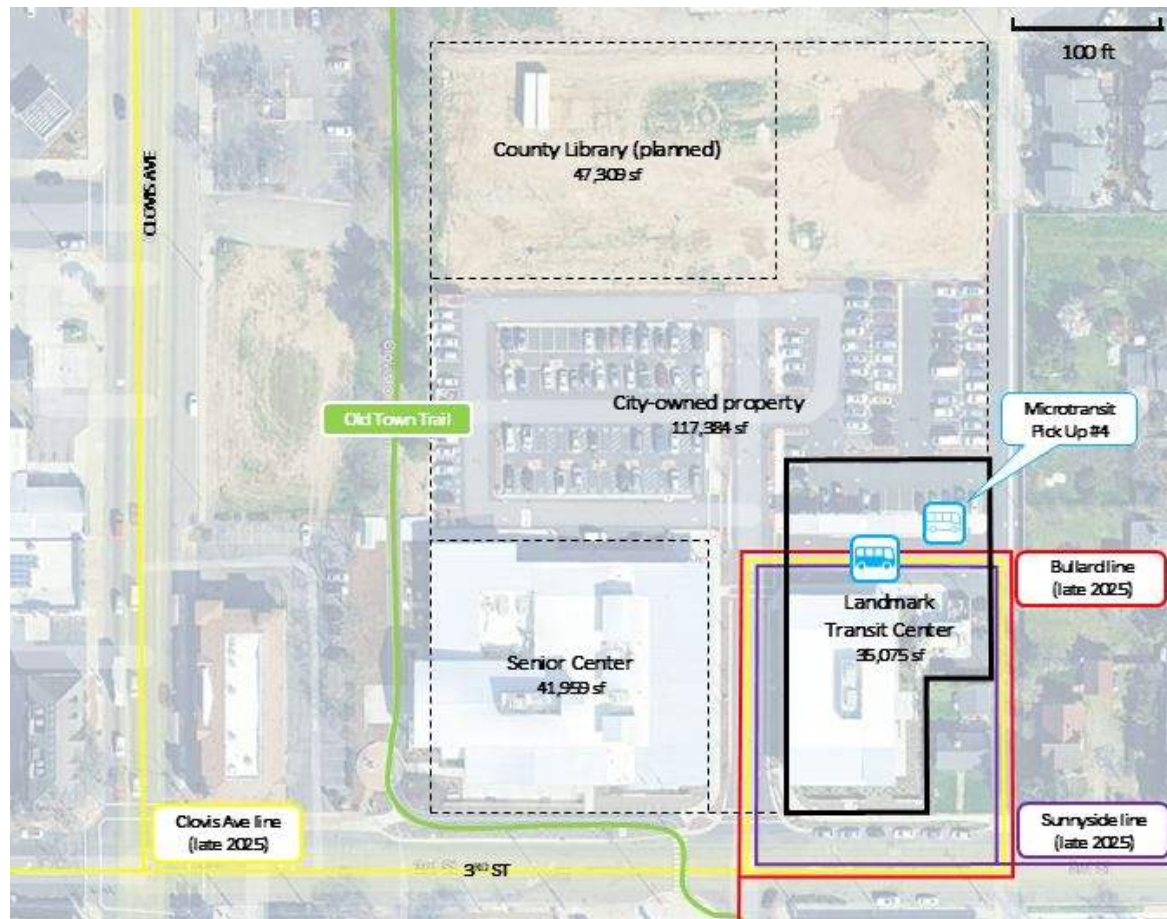 100 ft
CLOVIS AVE
County Library (planned)
47,309 sf
Old Town Trail
City-owned property
117,384 sf
Microtransit
Pick Up #4
Bullard line
(late 2025)
Landmark
Transit Center
35,075 sf
Senior Center
41,959 sf
Clovis Ave line
(late 2025)
Sunnyside line
(late 2025)
3RD ST